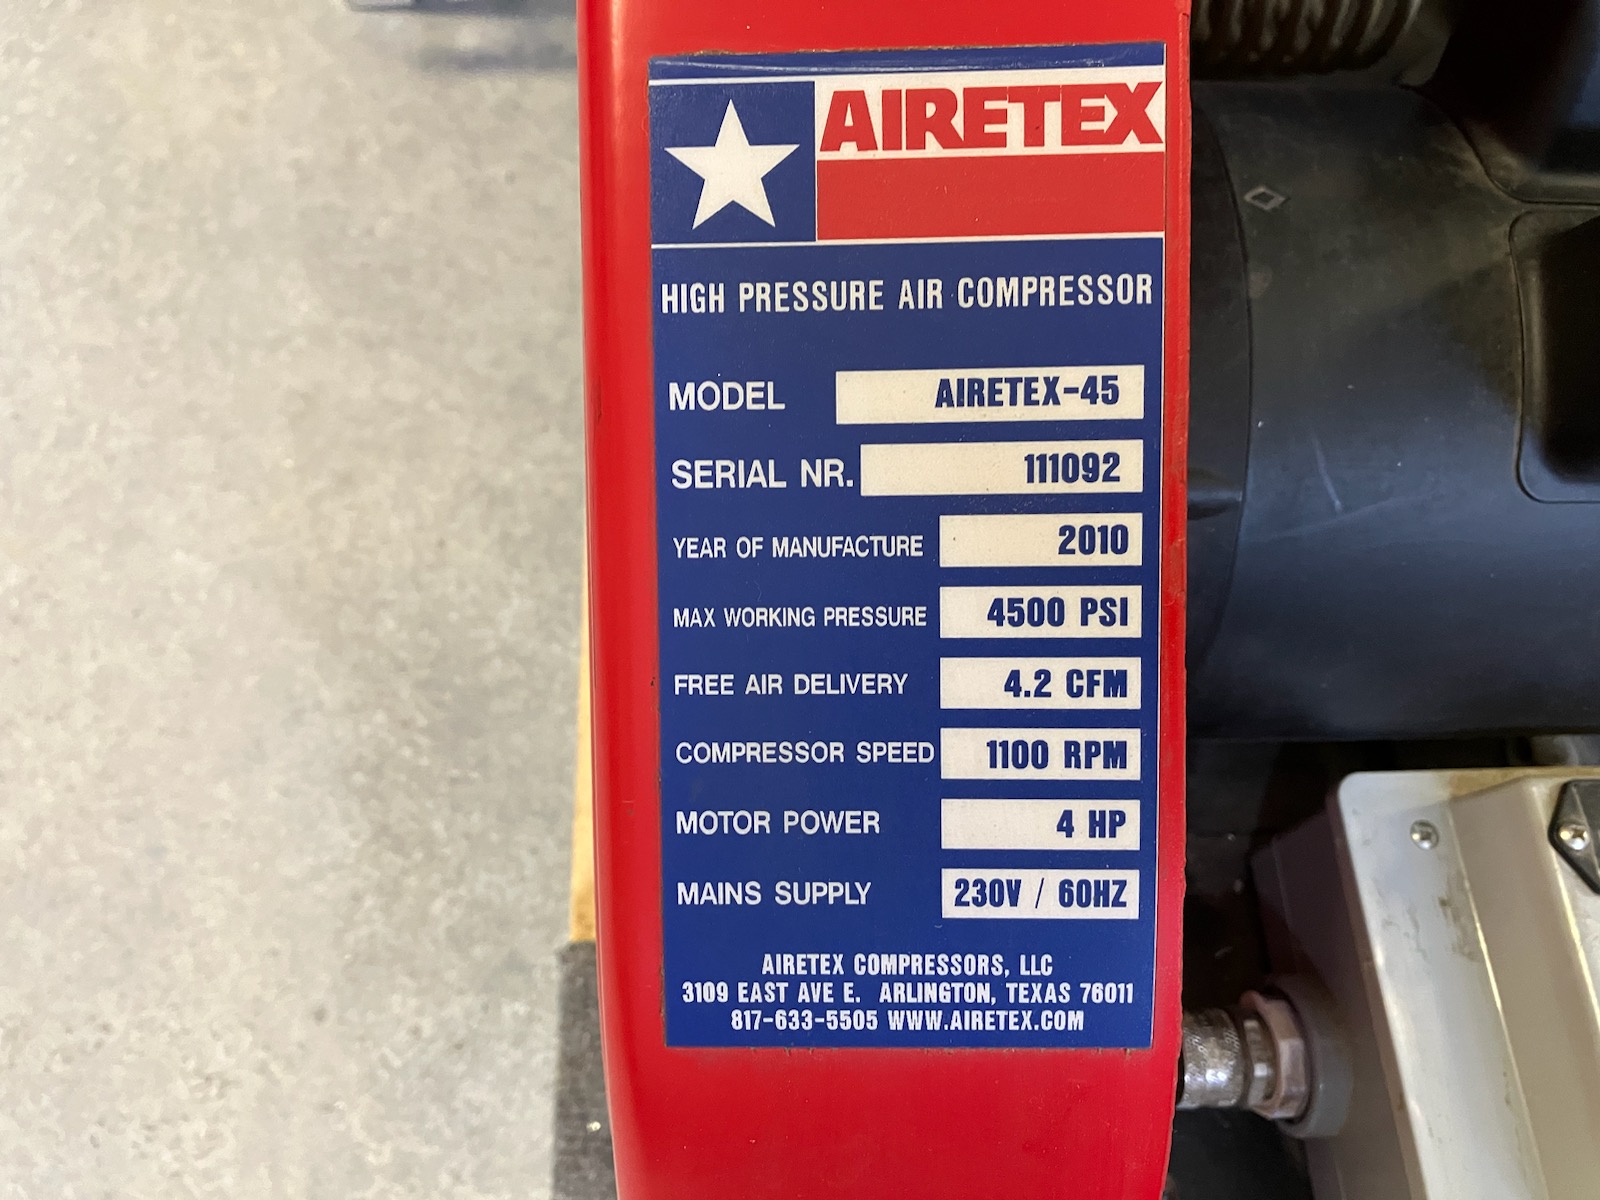 AIRETEX
HIGH PRESSURE AIR COMPRESSOR
MODEL AIRETEX-45
SERIAL NR. 111092
YEAR OF MANUFACTURE 2010
MAX WORKING PRESSURE 4500 PSI
FREE AIR DELIVERY 4.2 CFM
COMPRESSOR SPEED 1100 RPM
MOTOR POWER 4 HP
MAINS SUPPLY 230V / 60HZ
AIRETEX COMPRESSORS, LLC
3109 EAST AVE E. ARLINGTON, TEXAS 76011
817-633-5505 WWW.AIRETEX.COM